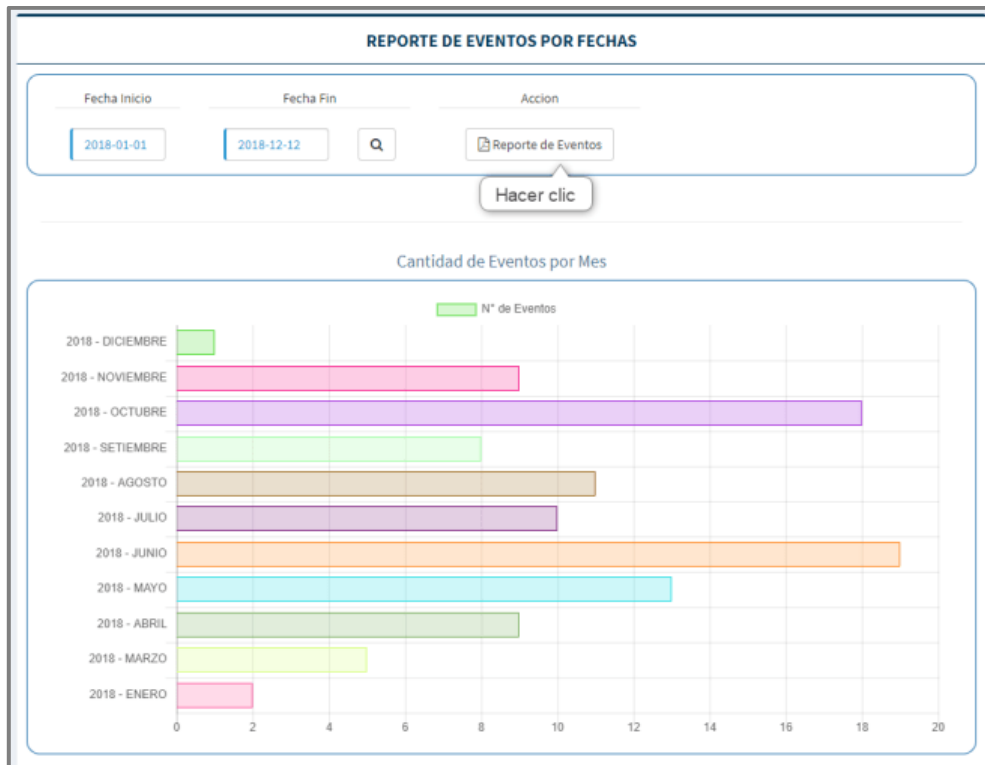 REPORTE DE EVENTOS POR FECHAS
Fecha Inicio Fecha Fin Accion
2018-01-01 2018-12-12 Reporte de Eventos
Hacer clic
Cantidad de Eventos por Mes
N° de Eventos
2018 - DICIEMBRE
2018 - NOVIEMBRE
2018 - OCTUBRE
2018 - SETIEMBRE
2018 - AGOSTO
2018 - JULIO
2018 - JUNIO
2018 - MAYO
2018 - ABRIL
2018 - MARZO
2018 - ENERO
0 2 4 6 8 10 12 14 16 18 20